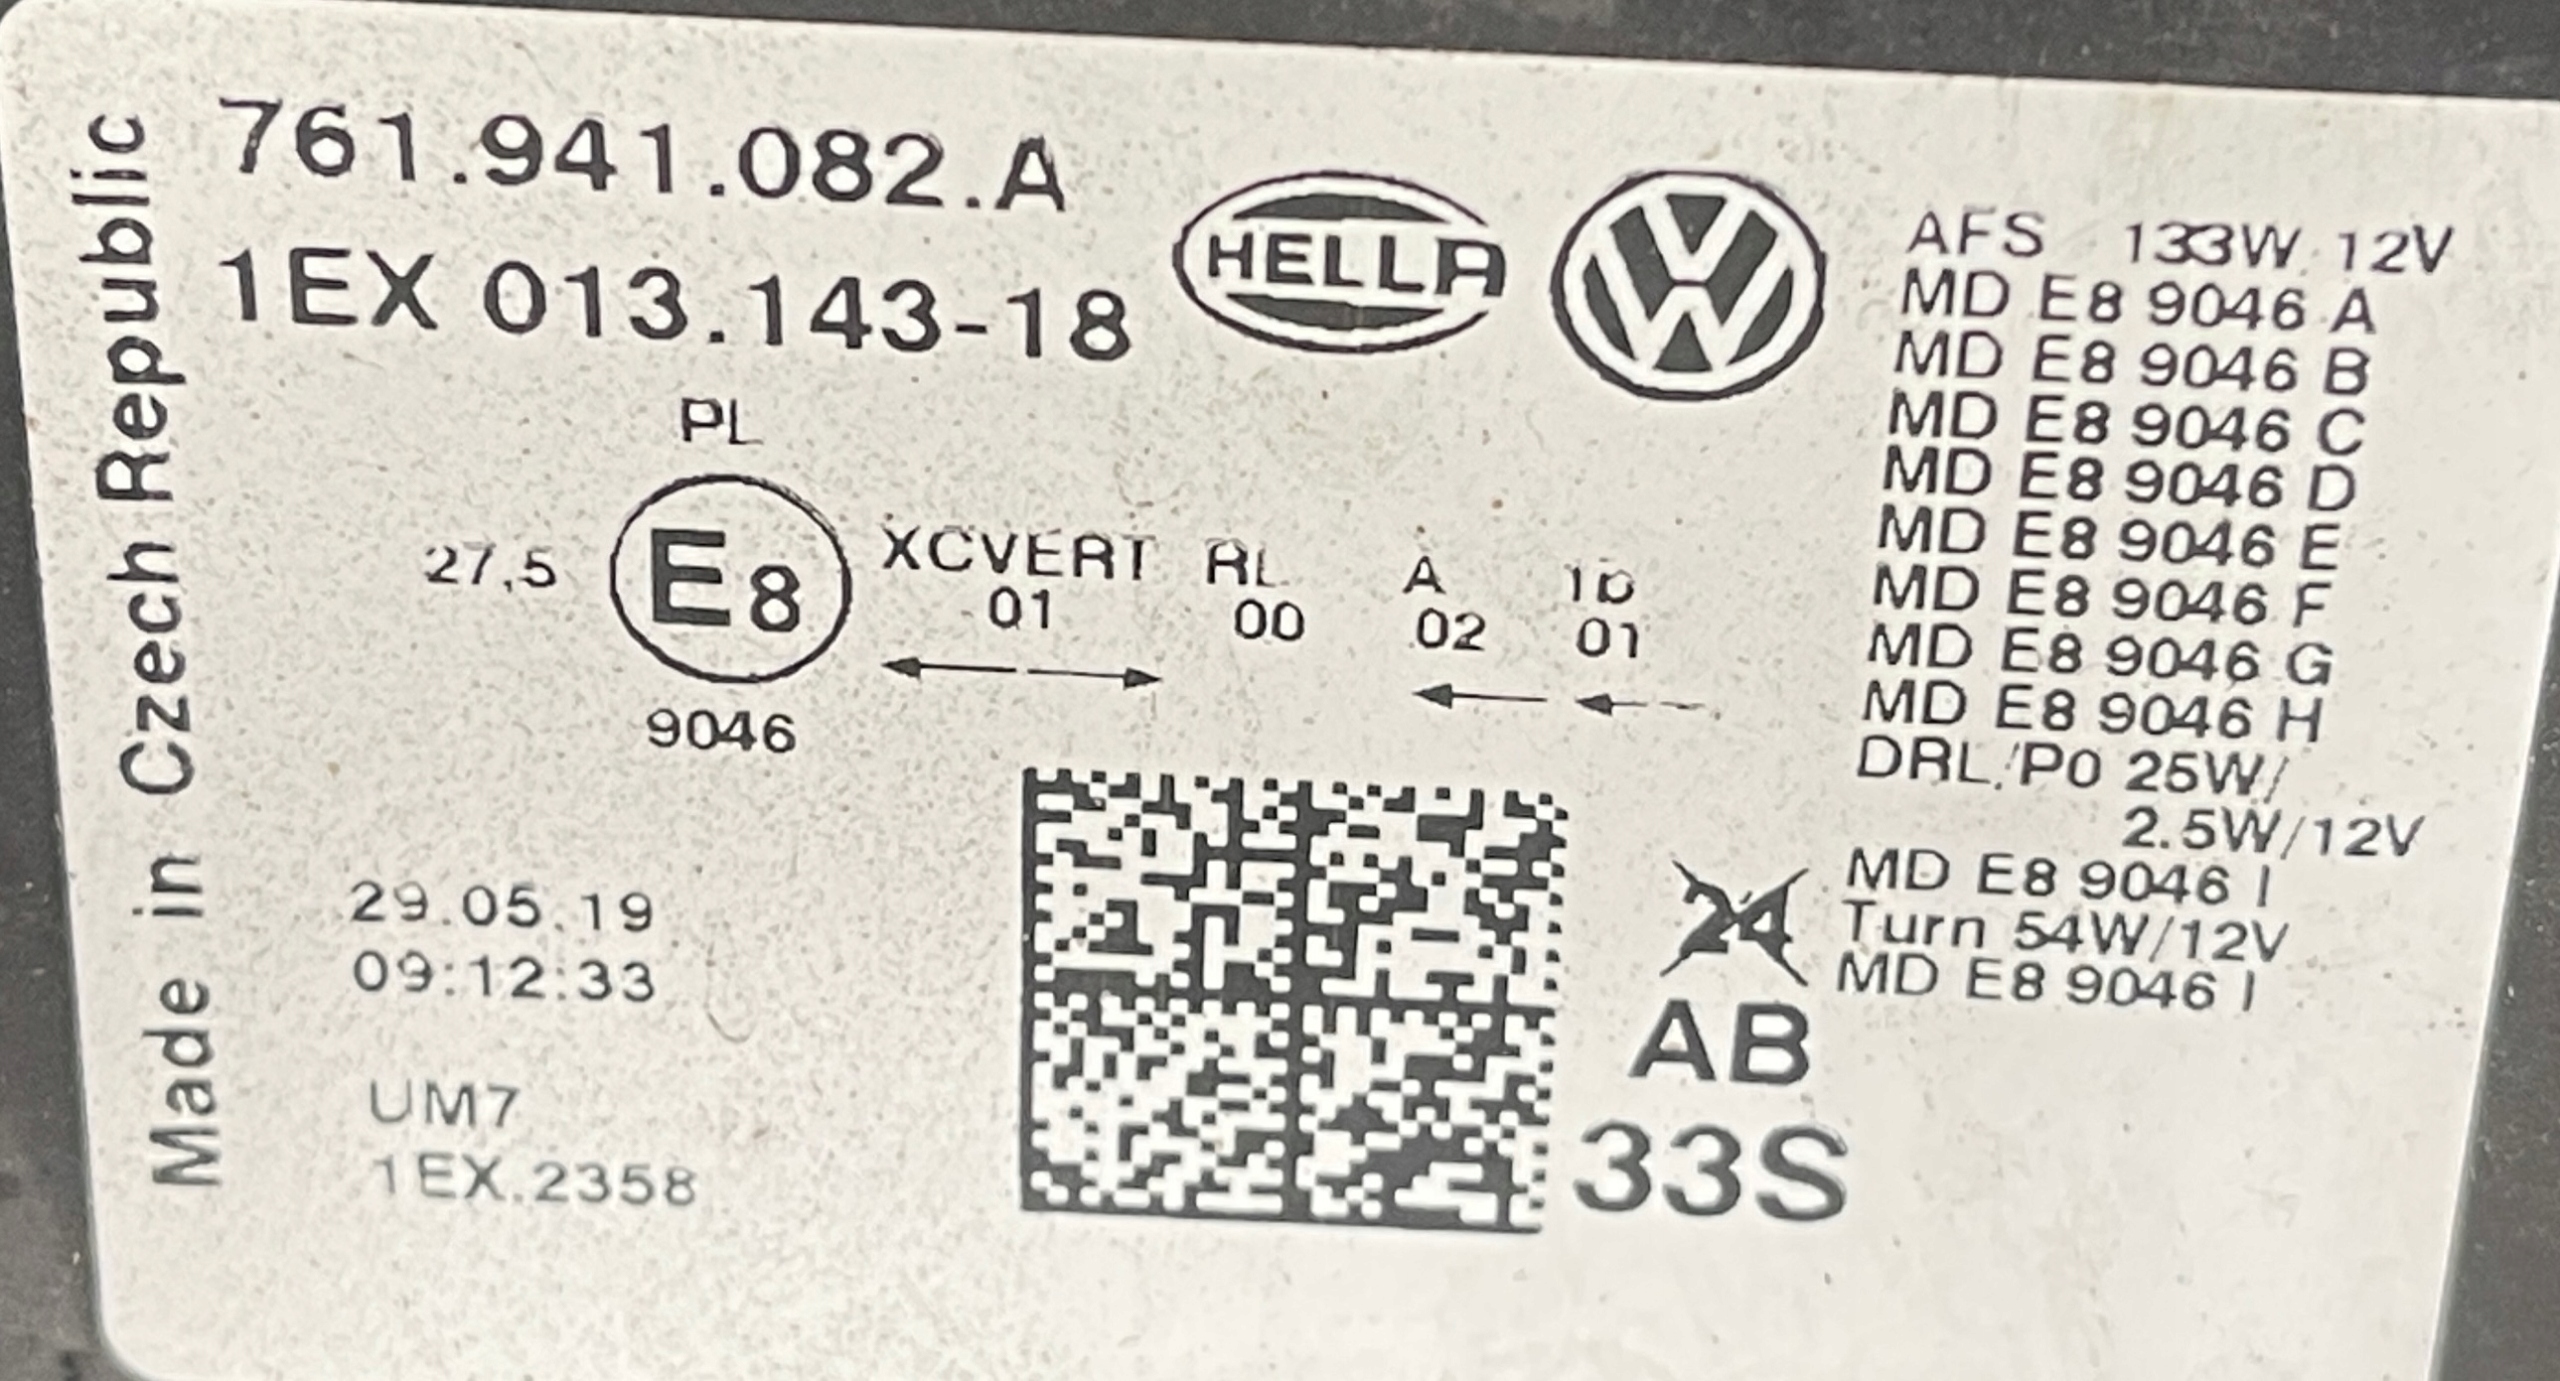 Made in Czech Republic
761.941.082.A
1EX 013.143-18
HELLA
VW
PL
27,5 E8 XCVERT RL A 1D
01 00 02 01
9046
29.05.19
09:12:33
UM7
1EX.2358
24
AB
33S
AFS 133W 12V
MD E8 9046 A
MD E8 9046 B
MD E8 9046 C
MD E8 9046 D
MD E8 9046 E
MD E8 9046 F
MD E8 9046 G
MD E8 9046 H
DRL/P0 25W/
2.5W/12V
MD E8 9046 I
Turn 54W/12V
MD E8 9046 I